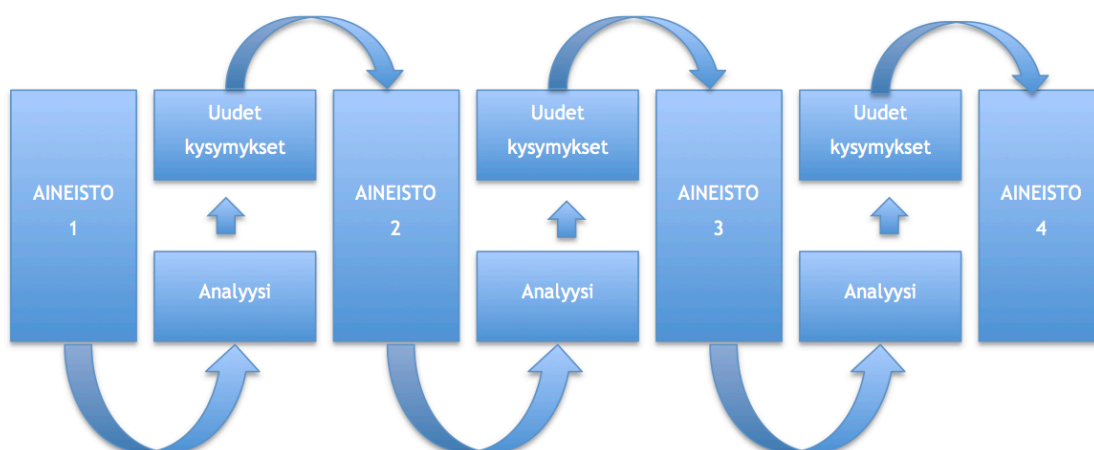 AINEISTO
1
Uudet
kysymykset
Analyysi
AINEISTO
2
Uudet
kysymykset
Analyysi
AINEISTO
3
Uudet
kysymykset
Analyysi
AINEISTO
4